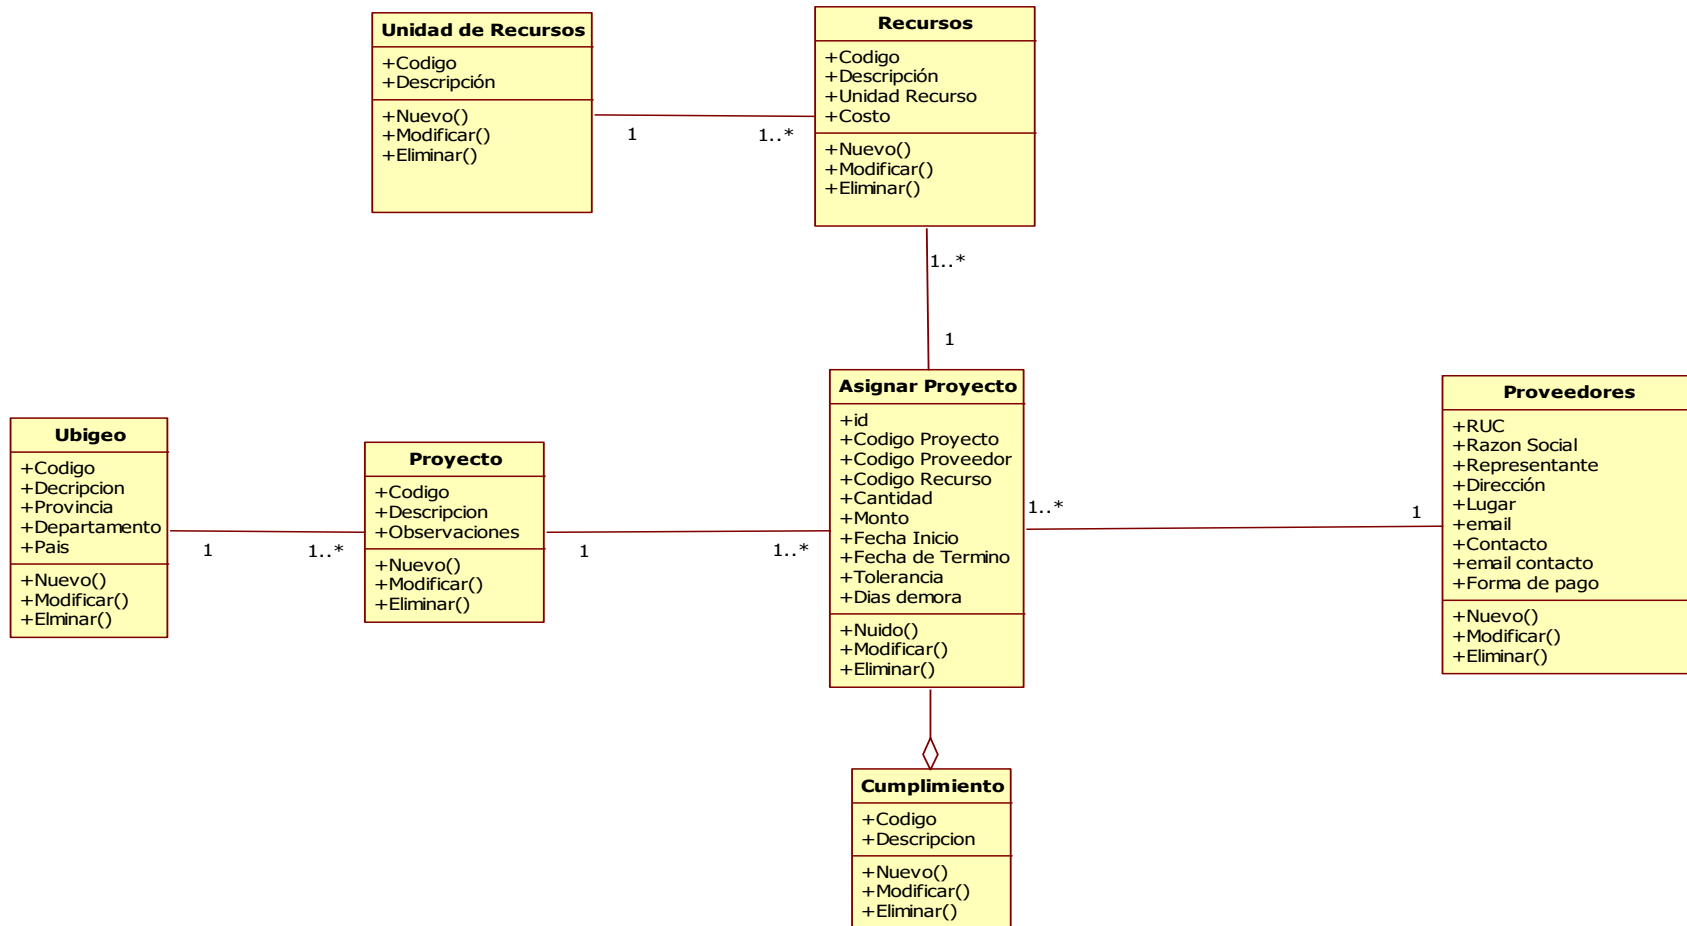 Unidad de Recursos
+Codigo
+Descripción
+Nuevo()
+Modificar()
+Eliminar()
Recursos
+Codigo
+Descripción
+Unidad Recurso
+Costo
+Nuevo()
+Modificar()
+Eliminar()
1
1..*
1..*
1
Ubigeo
+Codigo
+Decripcion
+Provincia
+Departamento
+Pais
+Nuevo()
+Modificar()
+Elminar()
1
1..*
Proyecto
+Codigo
+Descripcion
+Observaciones
+Nuevo()
+Modificar()
+Eliminar()
1
1..*
Asignar Proyecto
+id
+Codigo Proyecto
+Codigo Proveedor
+Codigo Recurso
+Cantidad
+Monto
+Fecha Inicio
+Fecha de Termino
+Tolerancia
+Dias demora
+Nuido()
+Modificar()
+Eliminar()
1..*
1
Proveedores
+RUC
+Razon Social
+Representante
+Dirección
+Lugar
+email
+Contacto
+email contacto
+Forma de pago
+Nuevo()
+Modificar()
+Eliminar()
Cumplimiento
+Codigo
+Descripcion
+Nuevo()
+Modificar()
+Eliminar()